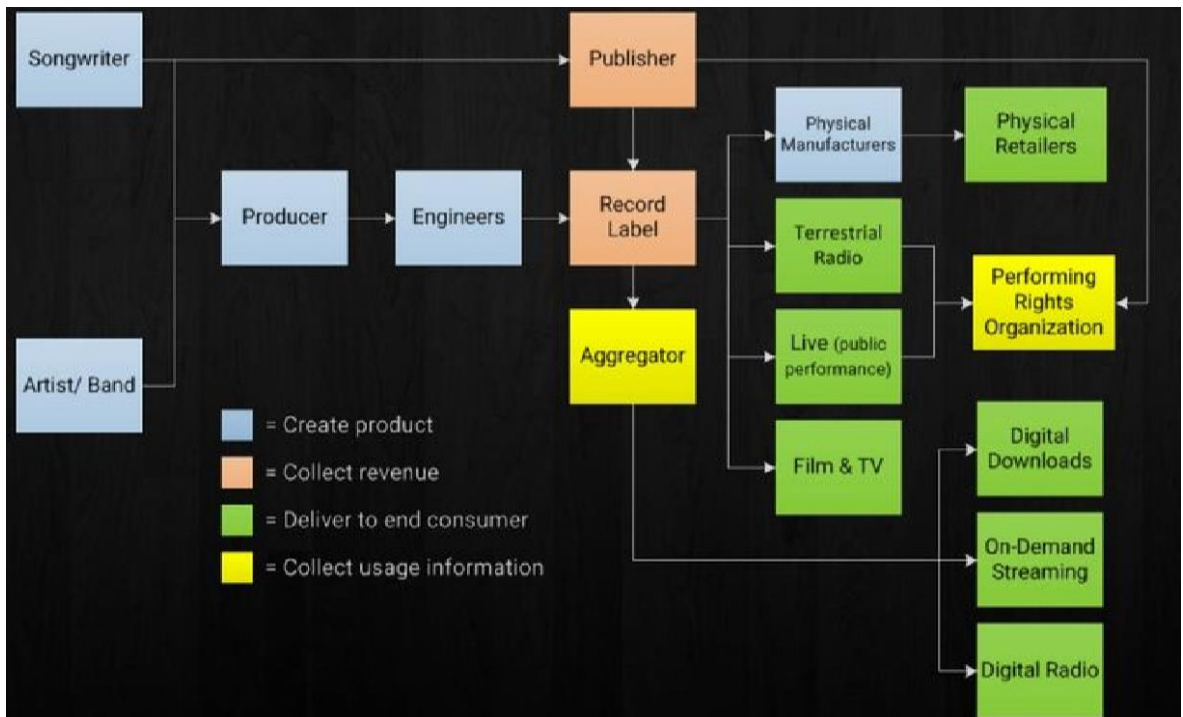 Songwriter
Publisher
Physical
Manufacturers
Physical
Retailers
Producer
Engineers
Record
Label
Terrestrial
Radio
Performing
Rights
Organization
Artist/ Band
Aggregator
Live (public
performance)
Film & TV
Digital
Downloads
On-Demand
Streaming
Digital Radio
= Create product
= Collect revenue
= Deliver to end consumer
= Collect usage information